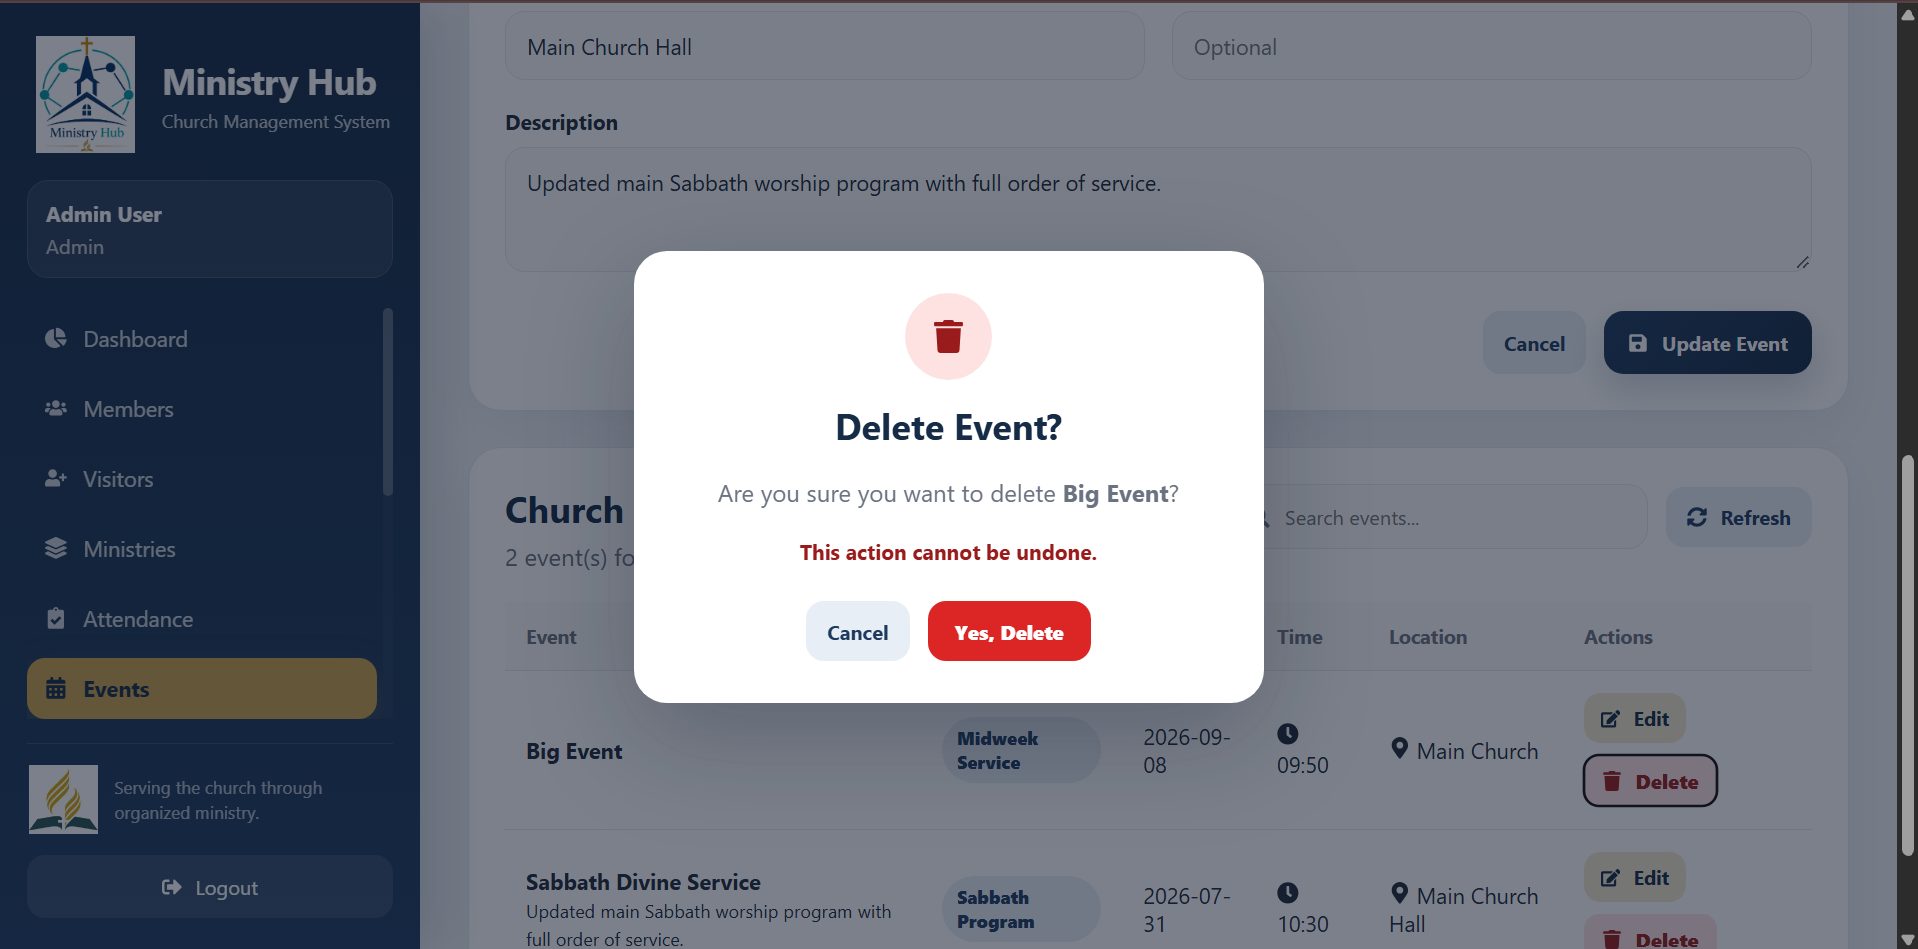 Ministry Hub
Ministry Hub
Church Management System
Admin User
Admin
Dashboard
Members
Visitors
Ministries
Attendance
Events
Serving the church through
organized ministry.
Logout
Main Church Hall
Optional
Description
Updated main Sabbath worship program with full order of service.
Cancel
Update Event
Delete Event?
Are you sure you want to delete Big Event?
This action cannot be undone.
Cancel
Yes, Delete
Church
2 event(s) fo
Search events...
Refresh
Event
Time
Location
Actions
Big Event
Midweek
Service
2026-09-
08
09:50
Main Church
Edit
Delete
Sabbath Divine Service
Updated main Sabbath worship program with
full order of service.
Sabbath
Program
2026-07-
31
10:30
Main Church
Hall
Edit
Delete